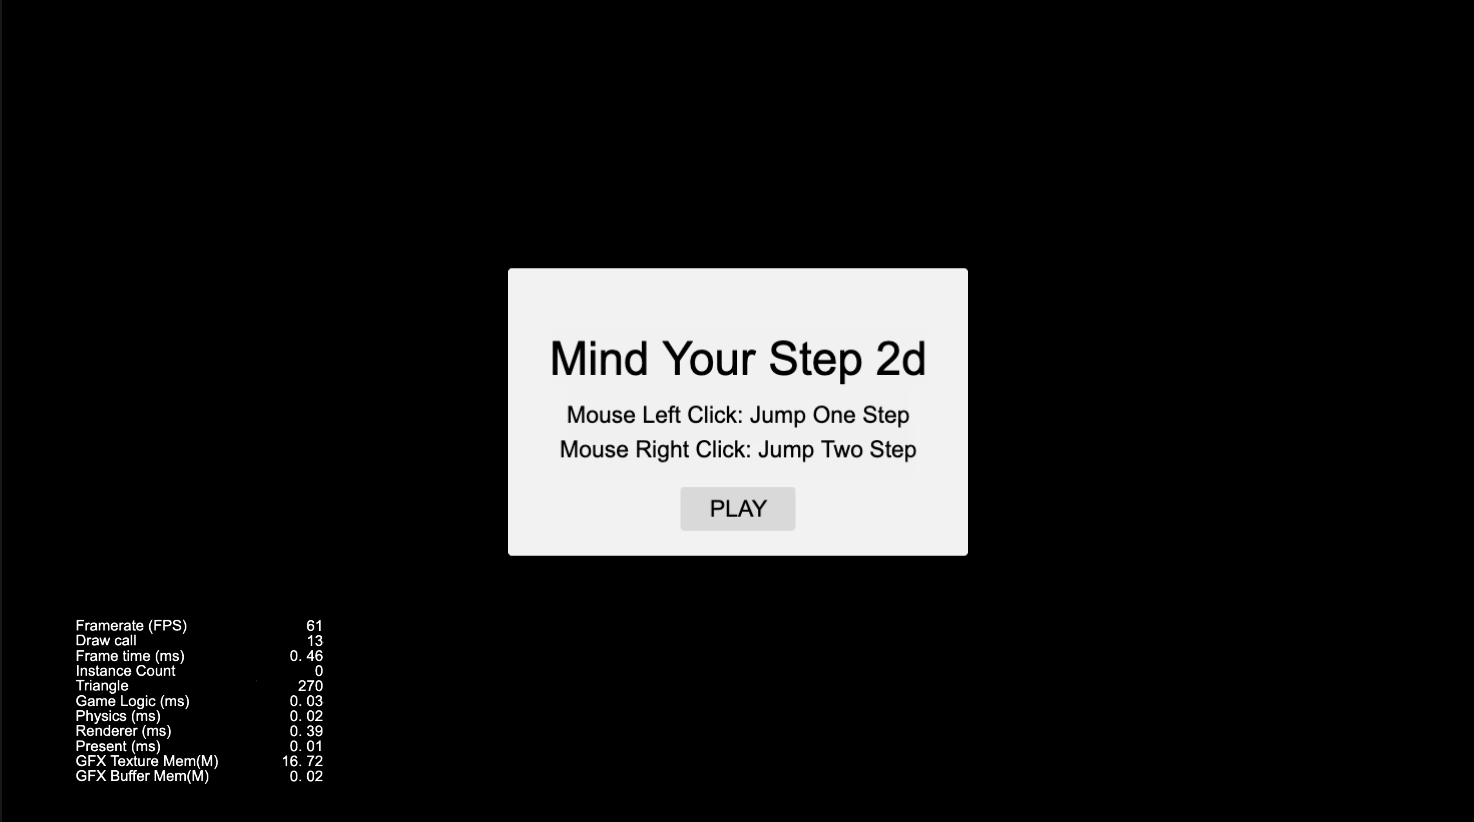 Mind Your Step 2d
Mouse Left Click: Jump One Step
Mouse Right Click: Jump Two Step
PLAY
Framerate (FPS) 61
Draw call 13
Frame time (ms) 0. 46
Instance Count 0
Triangle 270
Game Logic (ms) 0. 03
Physics (ms) 0. 02
Renderer (ms) 0. 39
Present (ms) 0. 01
GFX Texture Mem(M) 16. 72
GFX Buffer Mem(M) 0. 02